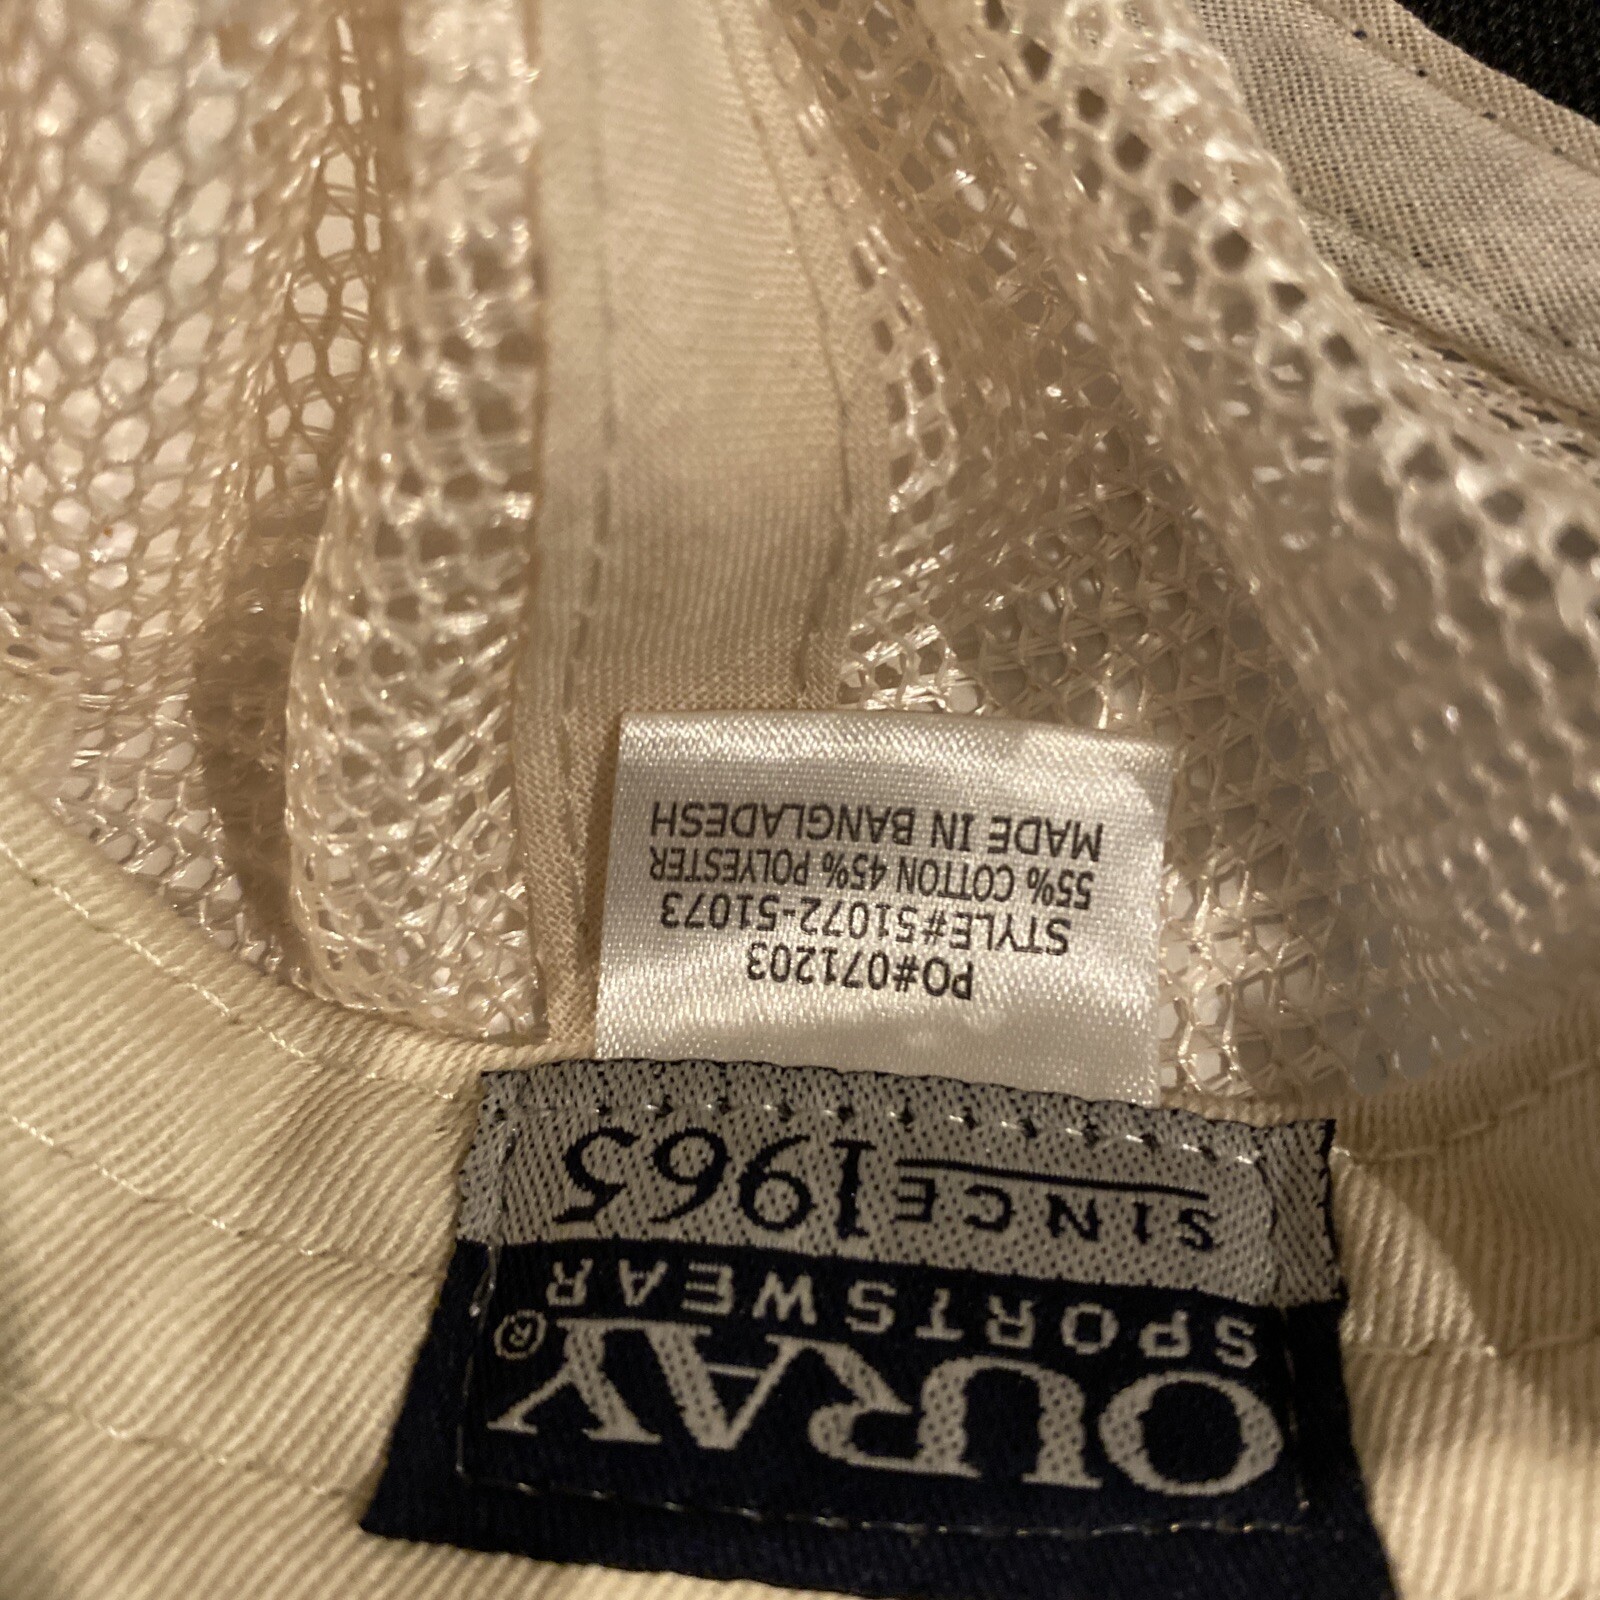 OURAY®
SPORTSWEAR
SINCE 1965
PO#071203
STYLE#51072-51073
55% COTTON 45% POLYESTER
MADE IN BANGLADESH